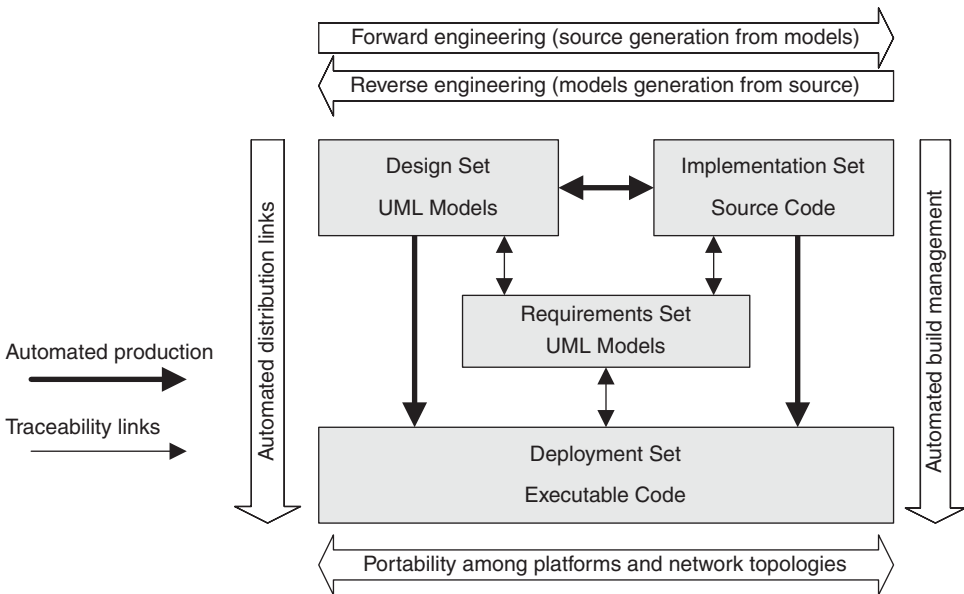 Forward engineering (source generation from models)
Reverse engineering (models generation from source)
Automated distribution links
Design Set
UML Models
Implementation Set
Source Code
Automated build management
Requirements Set
UML Models
Automated production
Traceability links
Deployment Set
Executable Code
Portability among platforms and network topologies